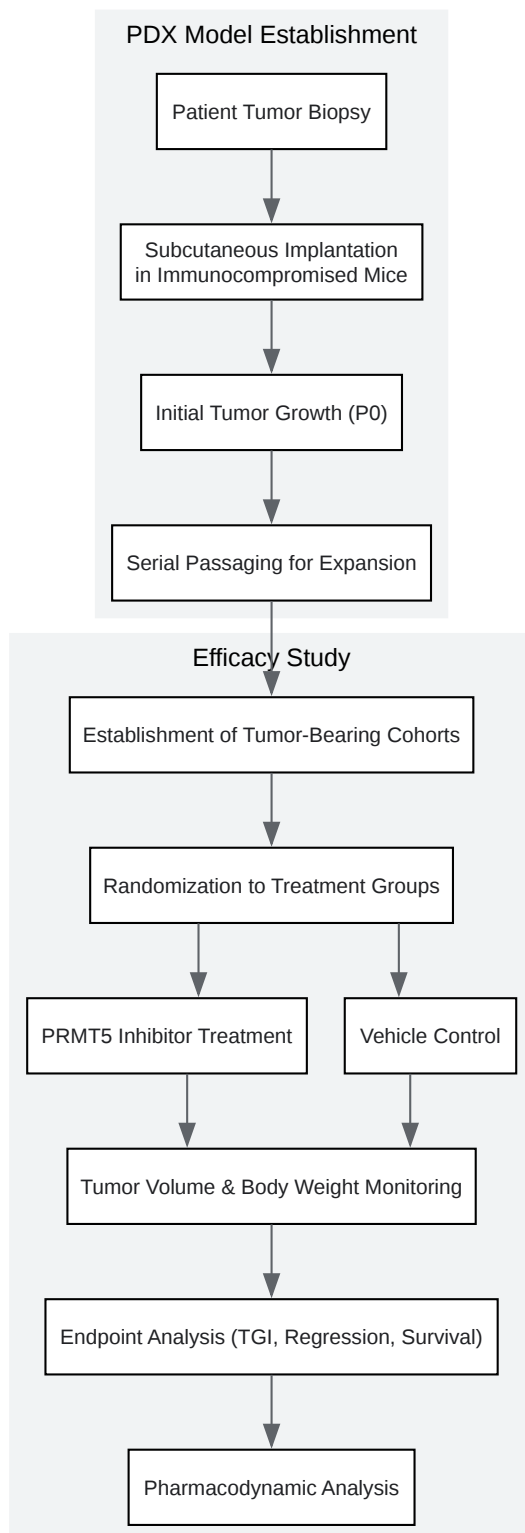 PDX Model Establishment
Patient Tumor Biopsy
Subcutaneous Implantation
in Immunocompromised Mice
Initial Tumor Growth (P0)
Serial Passaging for Expansion
Efficacy Study
Establishment of Tumor-Bearing Cohorts
Randomization to Treatment Groups
PRMT5 Inhibitor Treatment
Vehicle Control
Tumor Volume & Body Weight Monitoring
Endpoint Analysis (TGI, Regression, Survival)
Pharmacodynamic Analysis